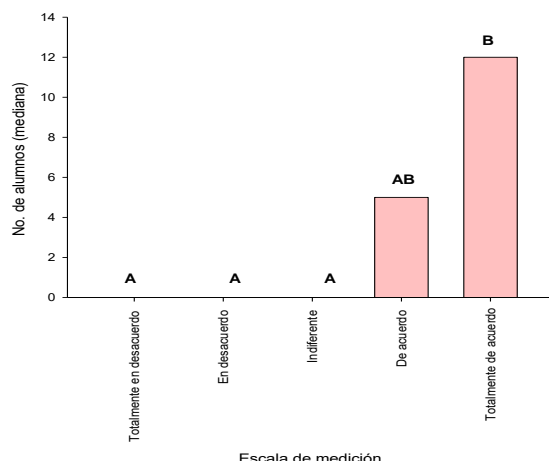 No. de alumnos (mediana)
14
12
10
8
6
4
2
0
A
A
A
AB
B
Totalmente en desacuerdo
En desacuerdo
Indiferente
De acuerdo
Totalmente de acuerdo
Escala de medición